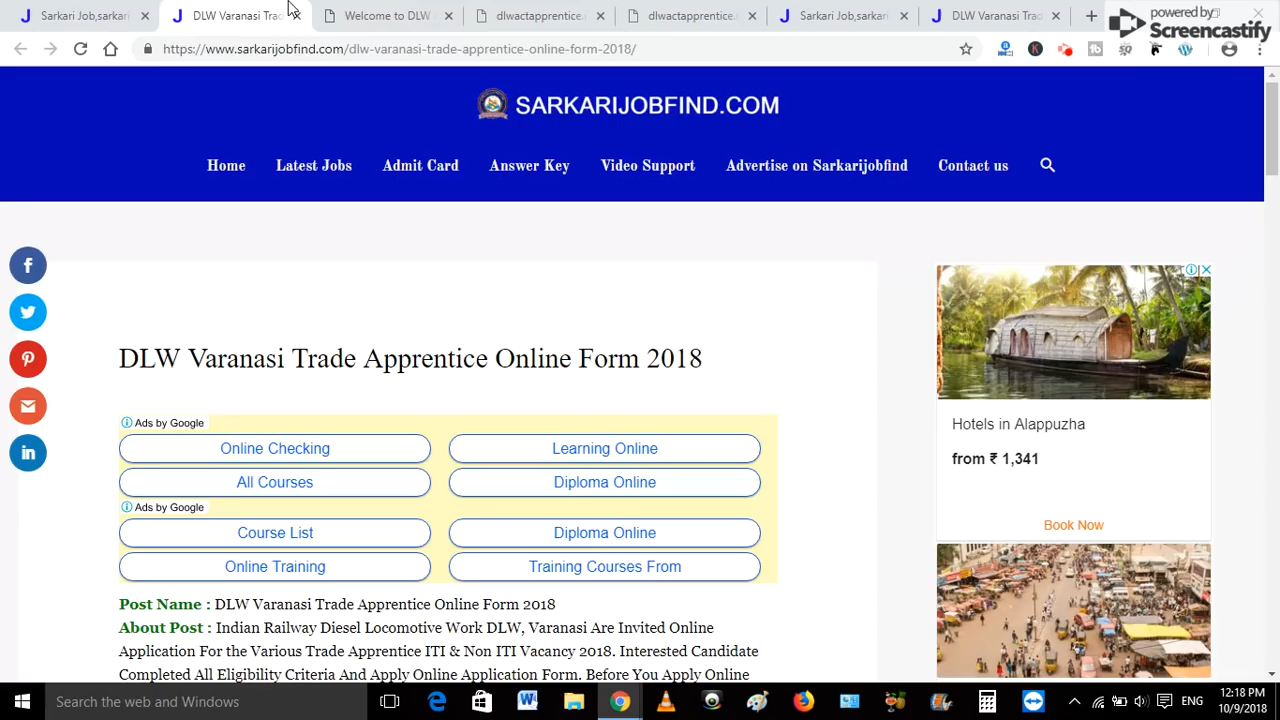 Sarkari Job,sarkari
DLW Varanasi Tra
Welcome to DLW
dlwactapprentice.
dlwactapprentice.
Sarkari Job,sarkari
DLW Varanasi Tra
powered by
Screencastify
https://www.sarkarijobfind.com/dlw-varanasi-trade-apprentice-online-form-2018/
SARKARIJOBFIND.COM
Home
Latest Jobs
Admit Card
Answer Key
Video Support
Advertise on Sarkarijobfind
Contact us
DLW Varanasi Trade Apprentice Online Form 2018
Ads by Google
Online Checking
Learning Online
All Courses
Diploma Online
Ads by Google
Course List
Diploma Online
Online Training
Training Courses From
Post Name : DLW Varanasi Trade Apprentice Online Form 2018
About Post : Indian Railway Diesel Locomotive Work DLW, Varanasi Are Invited Online
Application For the Various Trade Apprentice ITI & Non ITI Vacancy 2018. Interested Candidate
Completed All Eligibility Criteria And Apply Online Application Form. Before You Apply Online
Hotels in Alappuzha
from ₹ 1,341
Book Now
Search the web and Windows
ENG
12:18 PM
10/9/2018